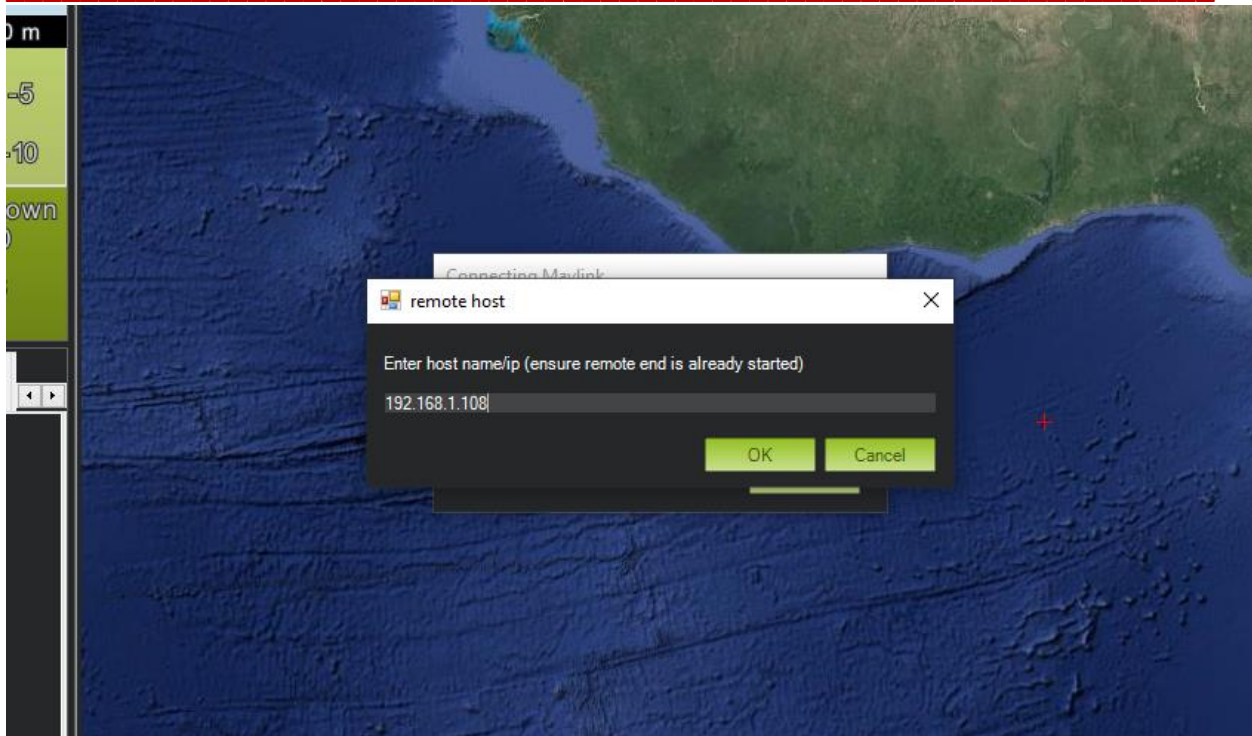 0 m
-5
-10
own
Connecting Mavlink
remote host
Enter host name/ip (ensure remote end is already started)
192.168.1.108
OK
Cancel